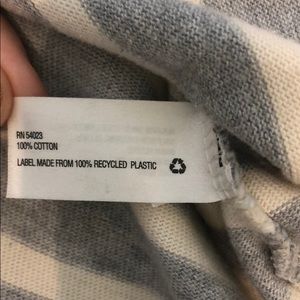 RN 54023
100% COTTON
LABEL MADE FROM 100% RECYCLED PLASTIC